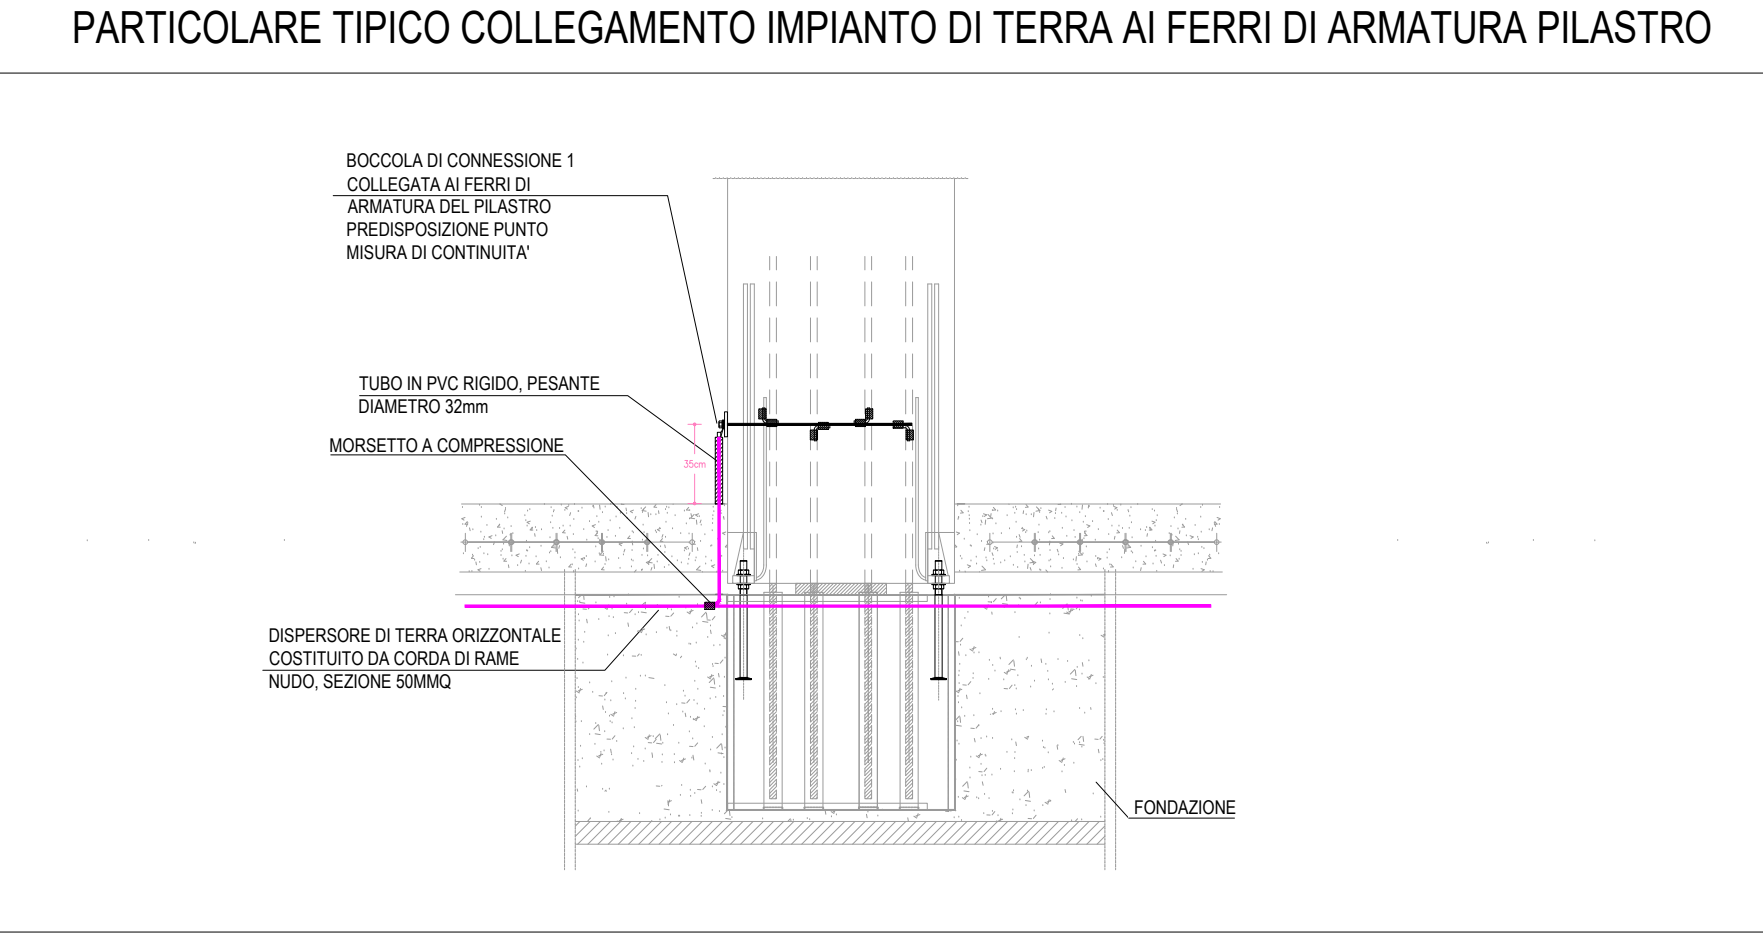 PARTICOLARE TIPICO COLLEGAMENTO IMPIANTO DI TERRA AI FERRI DI ARMATURA PILASTRO
BOCCOLA DI CONNESSIONE 1
COLLEGATA AI FERRI DI
ARMATURA DEL PILASTRO
PREDISPOSIZIONE PUNTO
MISURA DI CONTINUITA'
TUBO IN PVC RIGIDO, PESANTE
DIAMETRO 32mm
MORSETTO A COMPRESSIONE
35cm
DISPERSORE DI TERRA ORIZZONTALE
COSTITUITO DA CORDA DI RAME
NUDO, SEZIONE 50MMQ
FONDAZIONE